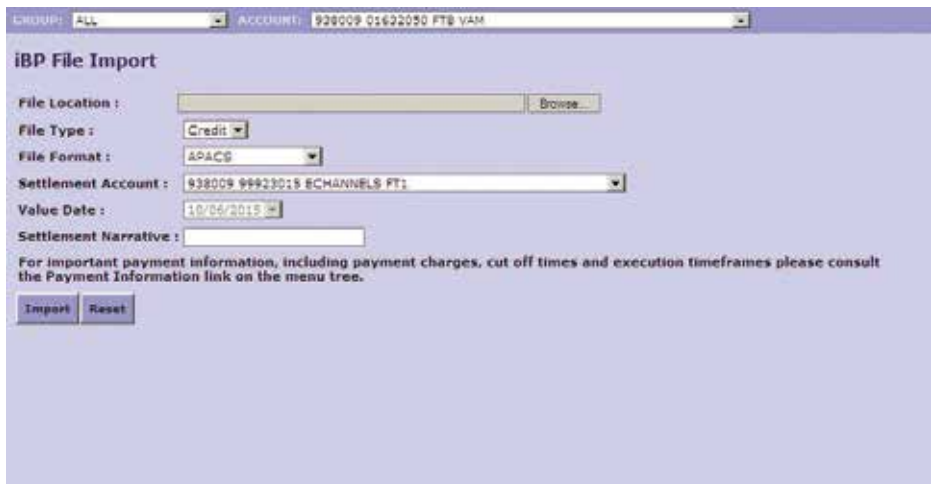 GROUP: ALL ACCOUNT: 938009 01632050 FTB VAM
iBP File Import
File Location : Browse...
File Type : Credit
File Format : APACS
Settlement Account : 938009 99923015 ECHANNELS FT1
Value Date : 10/06/2015
Settlement Narrative :
For important payment information, including payment charges, cut off times and execution timeframes please consult
the Payment Information link on the menu tree.
Import Reset